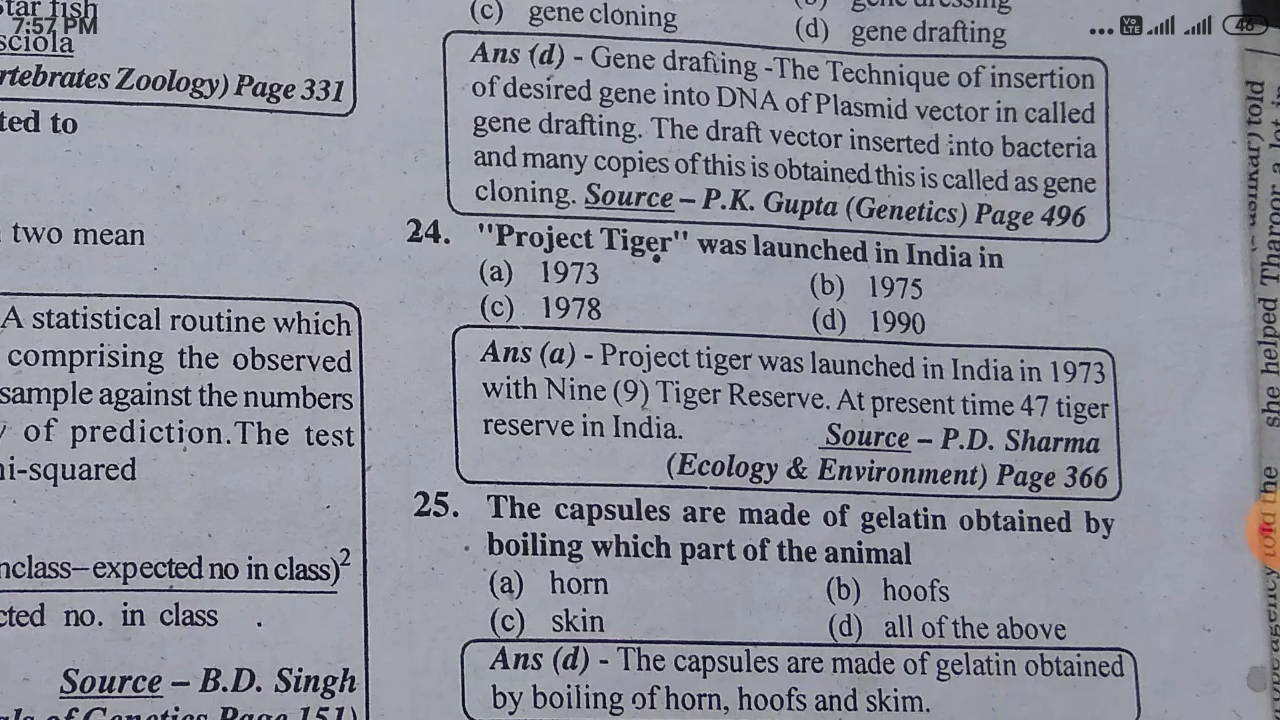 7:57 PM
VO LTE
46
star fish
sciola
rtebrates Zoology) Page 331
ted to
two mean
A statistical routine which
comprising the observed
sample against the numbers
of prediction.The test
hi-squared
nclass–expected no in class)²
cted no. in class .
Source – B.D. Singh
(c) gene cloning
(d) gene drafting
Ans (d) - Gene drafting -The Technique of insertion
of desired gene into DNA of Plasmid vector in called
gene drafting. The draft vector inserted into bacteria
and many copies of this is obtained this is called as gene
cloning. Source – P.K. Gupta (Genetics) Page 496
24. "Project Tiger" was launched in India in
(a) 1973 (b) 1975
(c) 1978 (d) 1990
Ans (a) - Project tiger was launched in India in 1973
with Nine (9) Tiger Reserve. At present time 47 tiger
reserve in India. Source – P.D. Sharma
(Ecology & Environment) Page 366
25. The capsules are made of gelatin obtained by
boiling which part of the animal
(a) horn (b) hoofs
(c) skin (d) all of the above
Ans (d) - The capsules are made of gelatin obtained
by boiling of horn, hoofs and skim.
told
she helped Tharoor a lot
the